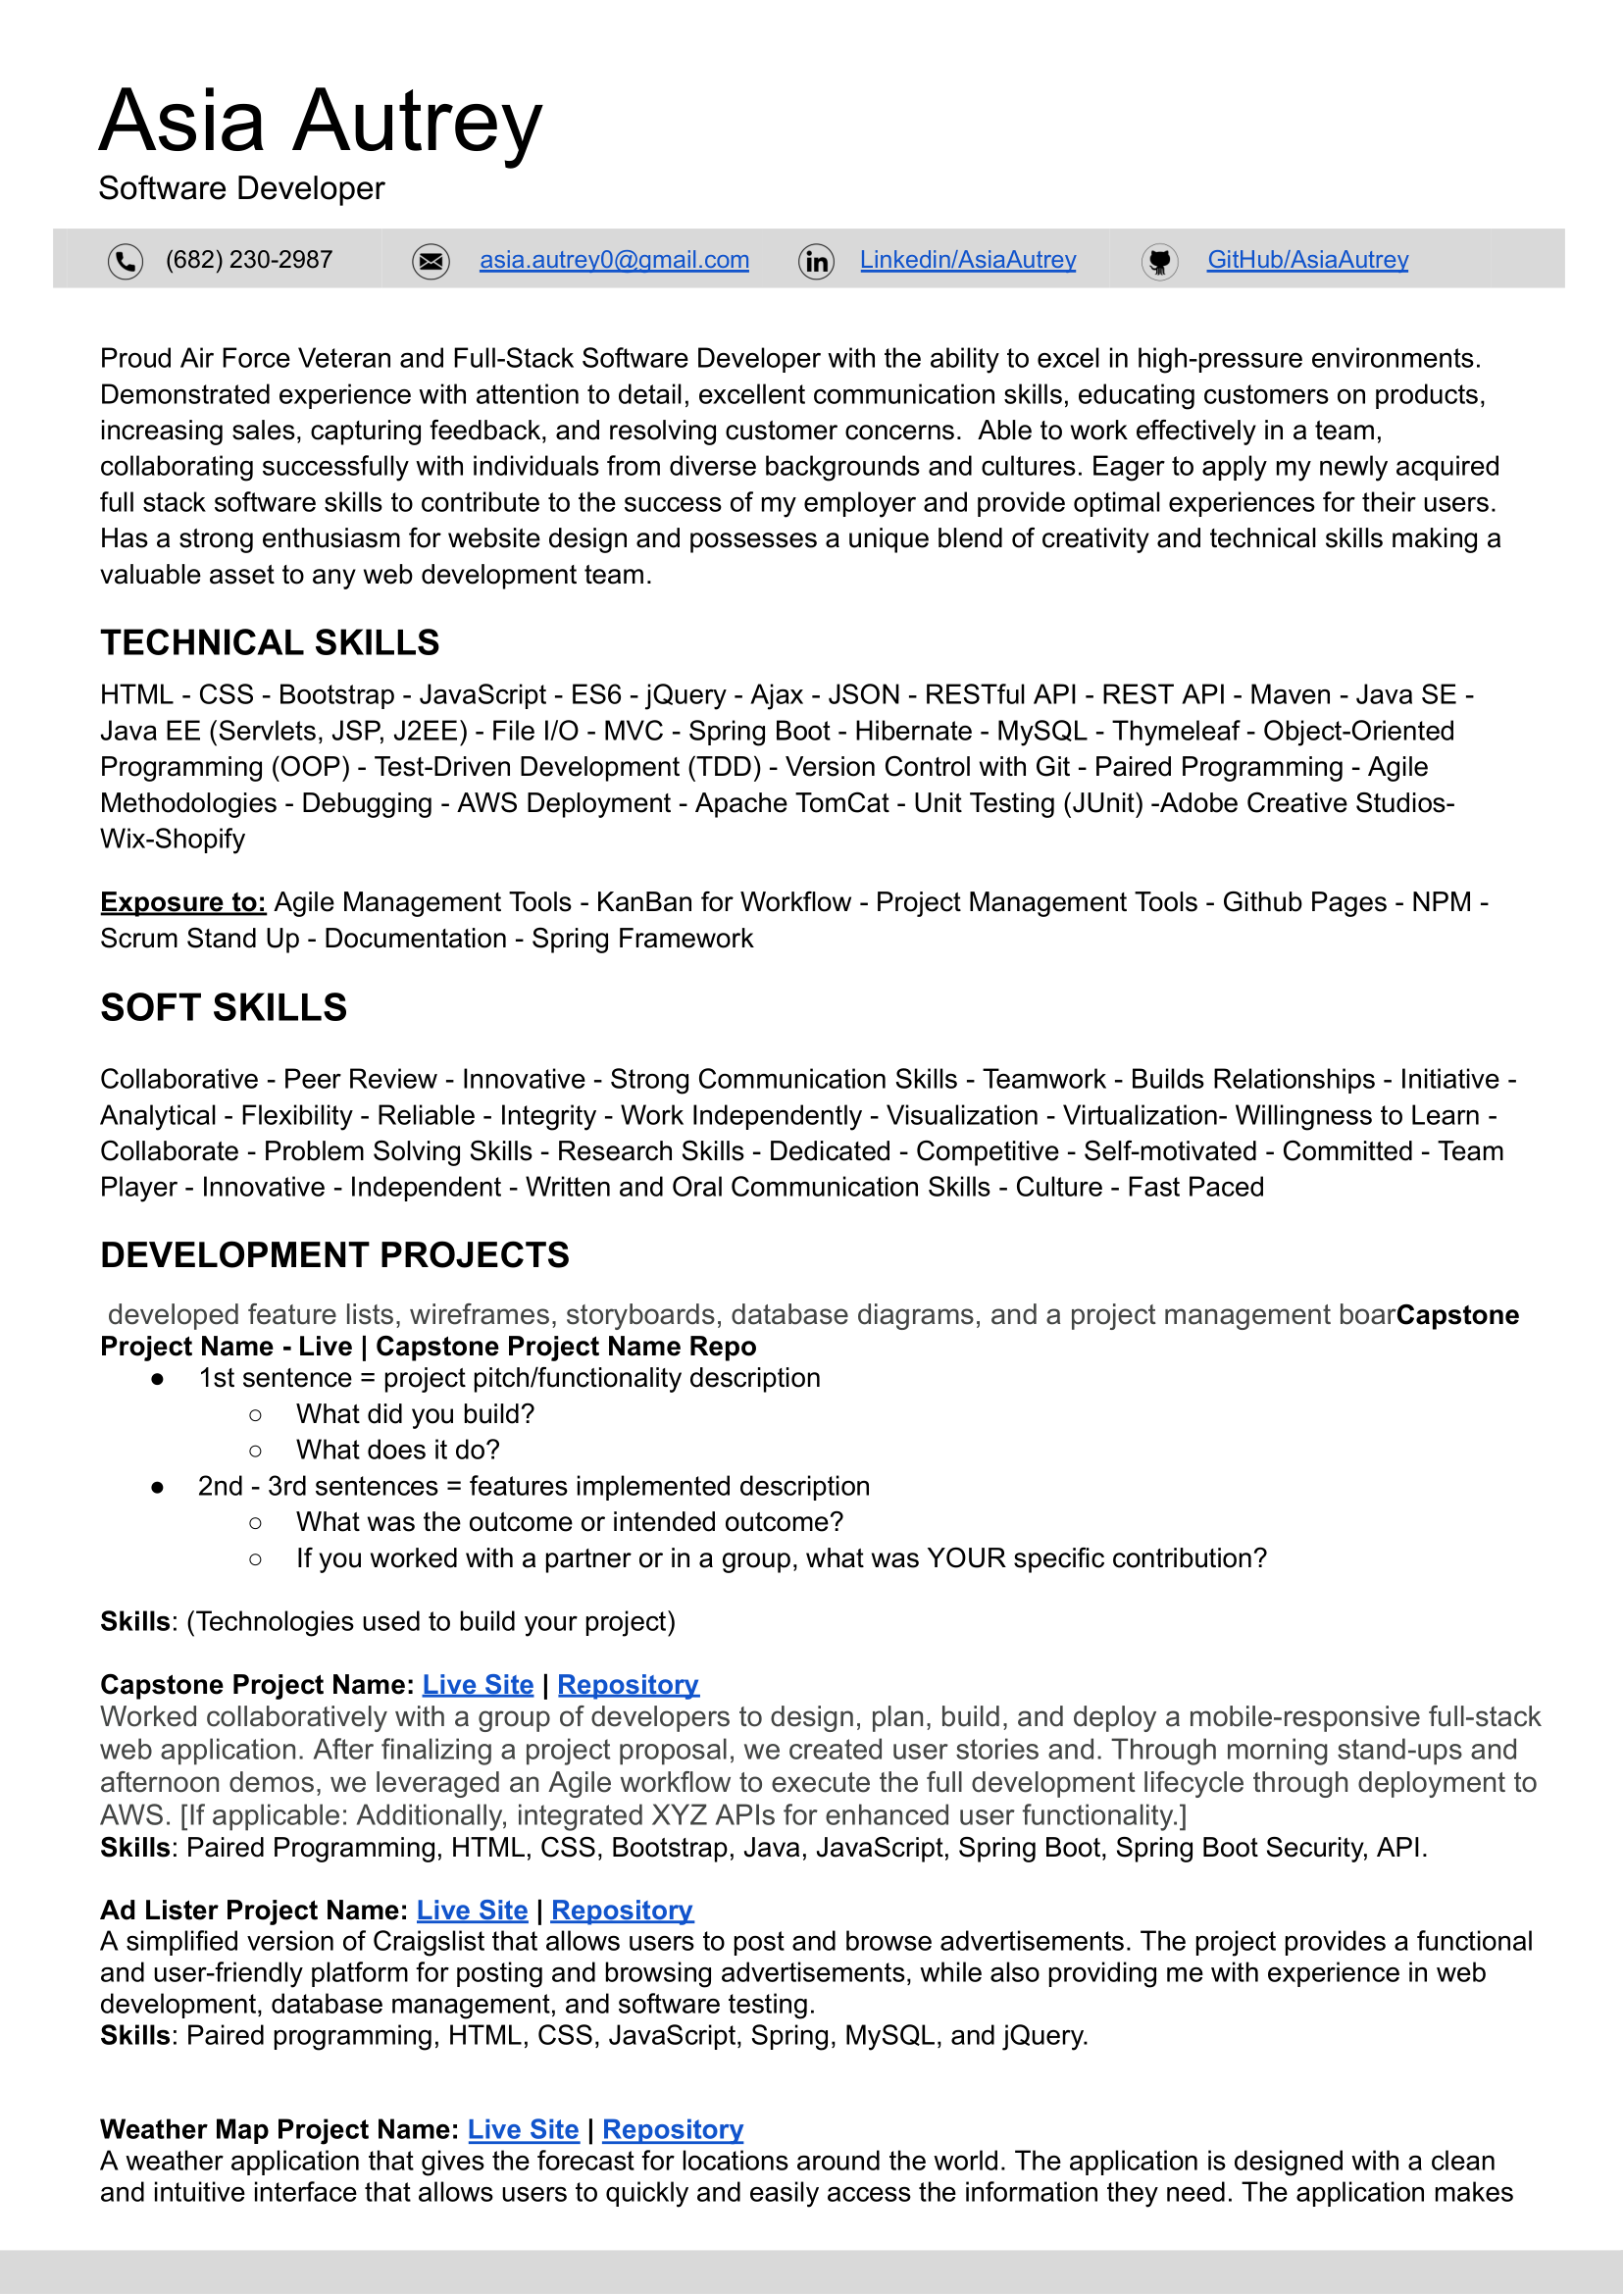 Asia Autrey
Software Developer
(682) 230-2987 asia.autrey0@gmail.com Linkedin/AsiaAutrey GitHub/AsiaAutrey
Proud Air Force Veteran and Full-Stack Software Developer with the ability to excel in high-pressure environments.
Demonstrated experience with attention to detail, excellent communication skills, educating customers on products,
increasing sales, capturing feedback, and resolving customer concerns.  Able to work effectively in a team,
collaborating successfully with individuals from diverse backgrounds and cultures. Eager to apply my newly acquired
full stack software skills to contribute to the success of my employer and provide optimal experiences for their users.
Has a strong enthusiasm for website design and possesses a unique blend of creativity and technical skills making a
valuable asset to any web development team.
TECHNICAL SKILLS
HTML - CSS - Bootstrap - JavaScript - ES6 - jQuery - Ajax - JSON - RESTful API - REST API - Maven - Java SE -
Java EE (Servlets, JSP, J2EE) - File I/O - MVC - Spring Boot - Hibernate - MySQL - Thymeleaf - Object-Oriented
Programming (OOP) - Test-Driven Development (TDD) - Version Control with Git - Paired Programming - Agile
Methodologies - Debugging - AWS Deployment - Apache TomCat - Unit Testing (JUnit) -Adobe Creative Studios-
Wix-Shopify
Exposure to: Agile Management Tools - KanBan for Workflow - Project Management Tools - Github Pages - NPM -
Scrum Stand Up - Documentation - Spring Framework
SOFT SKILLS
Collaborative - Peer Review - Innovative - Strong Communication Skills - Teamwork - Builds Relationships - Initiative -
Analytical - Flexibility - Reliable - Integrity - Work Independently - Visualization - Virtualization- Willingness to Learn -
Collaborate - Problem Solving Skills - Research Skills - Dedicated - Competitive - Self-motivated - Committed - Team
Player - Innovative - Independent - Written and Oral Communication Skills - Culture - Fast Paced
DEVELOPMENT PROJECTS
developed feature lists, wireframes, storyboards, database diagrams, and a project management boarCapstone
Project Name - Live | Capstone Project Name Repo
● 1st sentence = project pitch/functionality description
○ What did you build?
○ What does it do?
● 2nd - 3rd sentences = features implemented description
○ What was the outcome or intended outcome?
○ If you worked with a partner or in a group, what was YOUR specific contribution?
Skills: (Technologies used to build your project)
Capstone Project Name: Live Site | Repository
Worked collaboratively with a group of developers to design, plan, build, and deploy a mobile-responsive full-stack
web application. After finalizing a project proposal, we created user stories and. Through morning stand-ups and
afternoon demos, we leveraged an Agile workflow to execute the full development lifecycle through deployment to
AWS. [If applicable: Additionally, integrated XYZ APIs for enhanced user functionality.]
Skills: Paired Programming, HTML, CSS, Bootstrap, Java, JavaScript, Spring Boot, Spring Boot Security, API.
Ad Lister Project Name: Live Site | Repository
A simplified version of Craigslist that allows users to post and browse advertisements. The project provides a functional
and user-friendly platform for posting and browsing advertisements, while also providing me with experience in web
development, database management, and software testing.
Skills: Paired programming, HTML, CSS, JavaScript, Spring, MySQL, and jQuery.
Weather Map Project Name: Live Site | Repository
A weather application that gives the forecast for locations around the world. The application is designed with a clean
and intuitive interface that allows users to quickly and easily access the information they need. The application makes